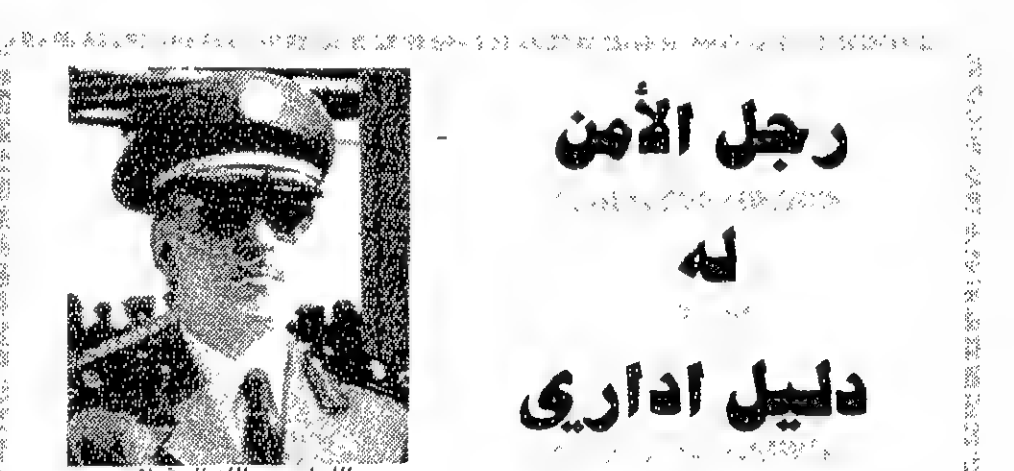 رجل الأمن
له
دليل اداري